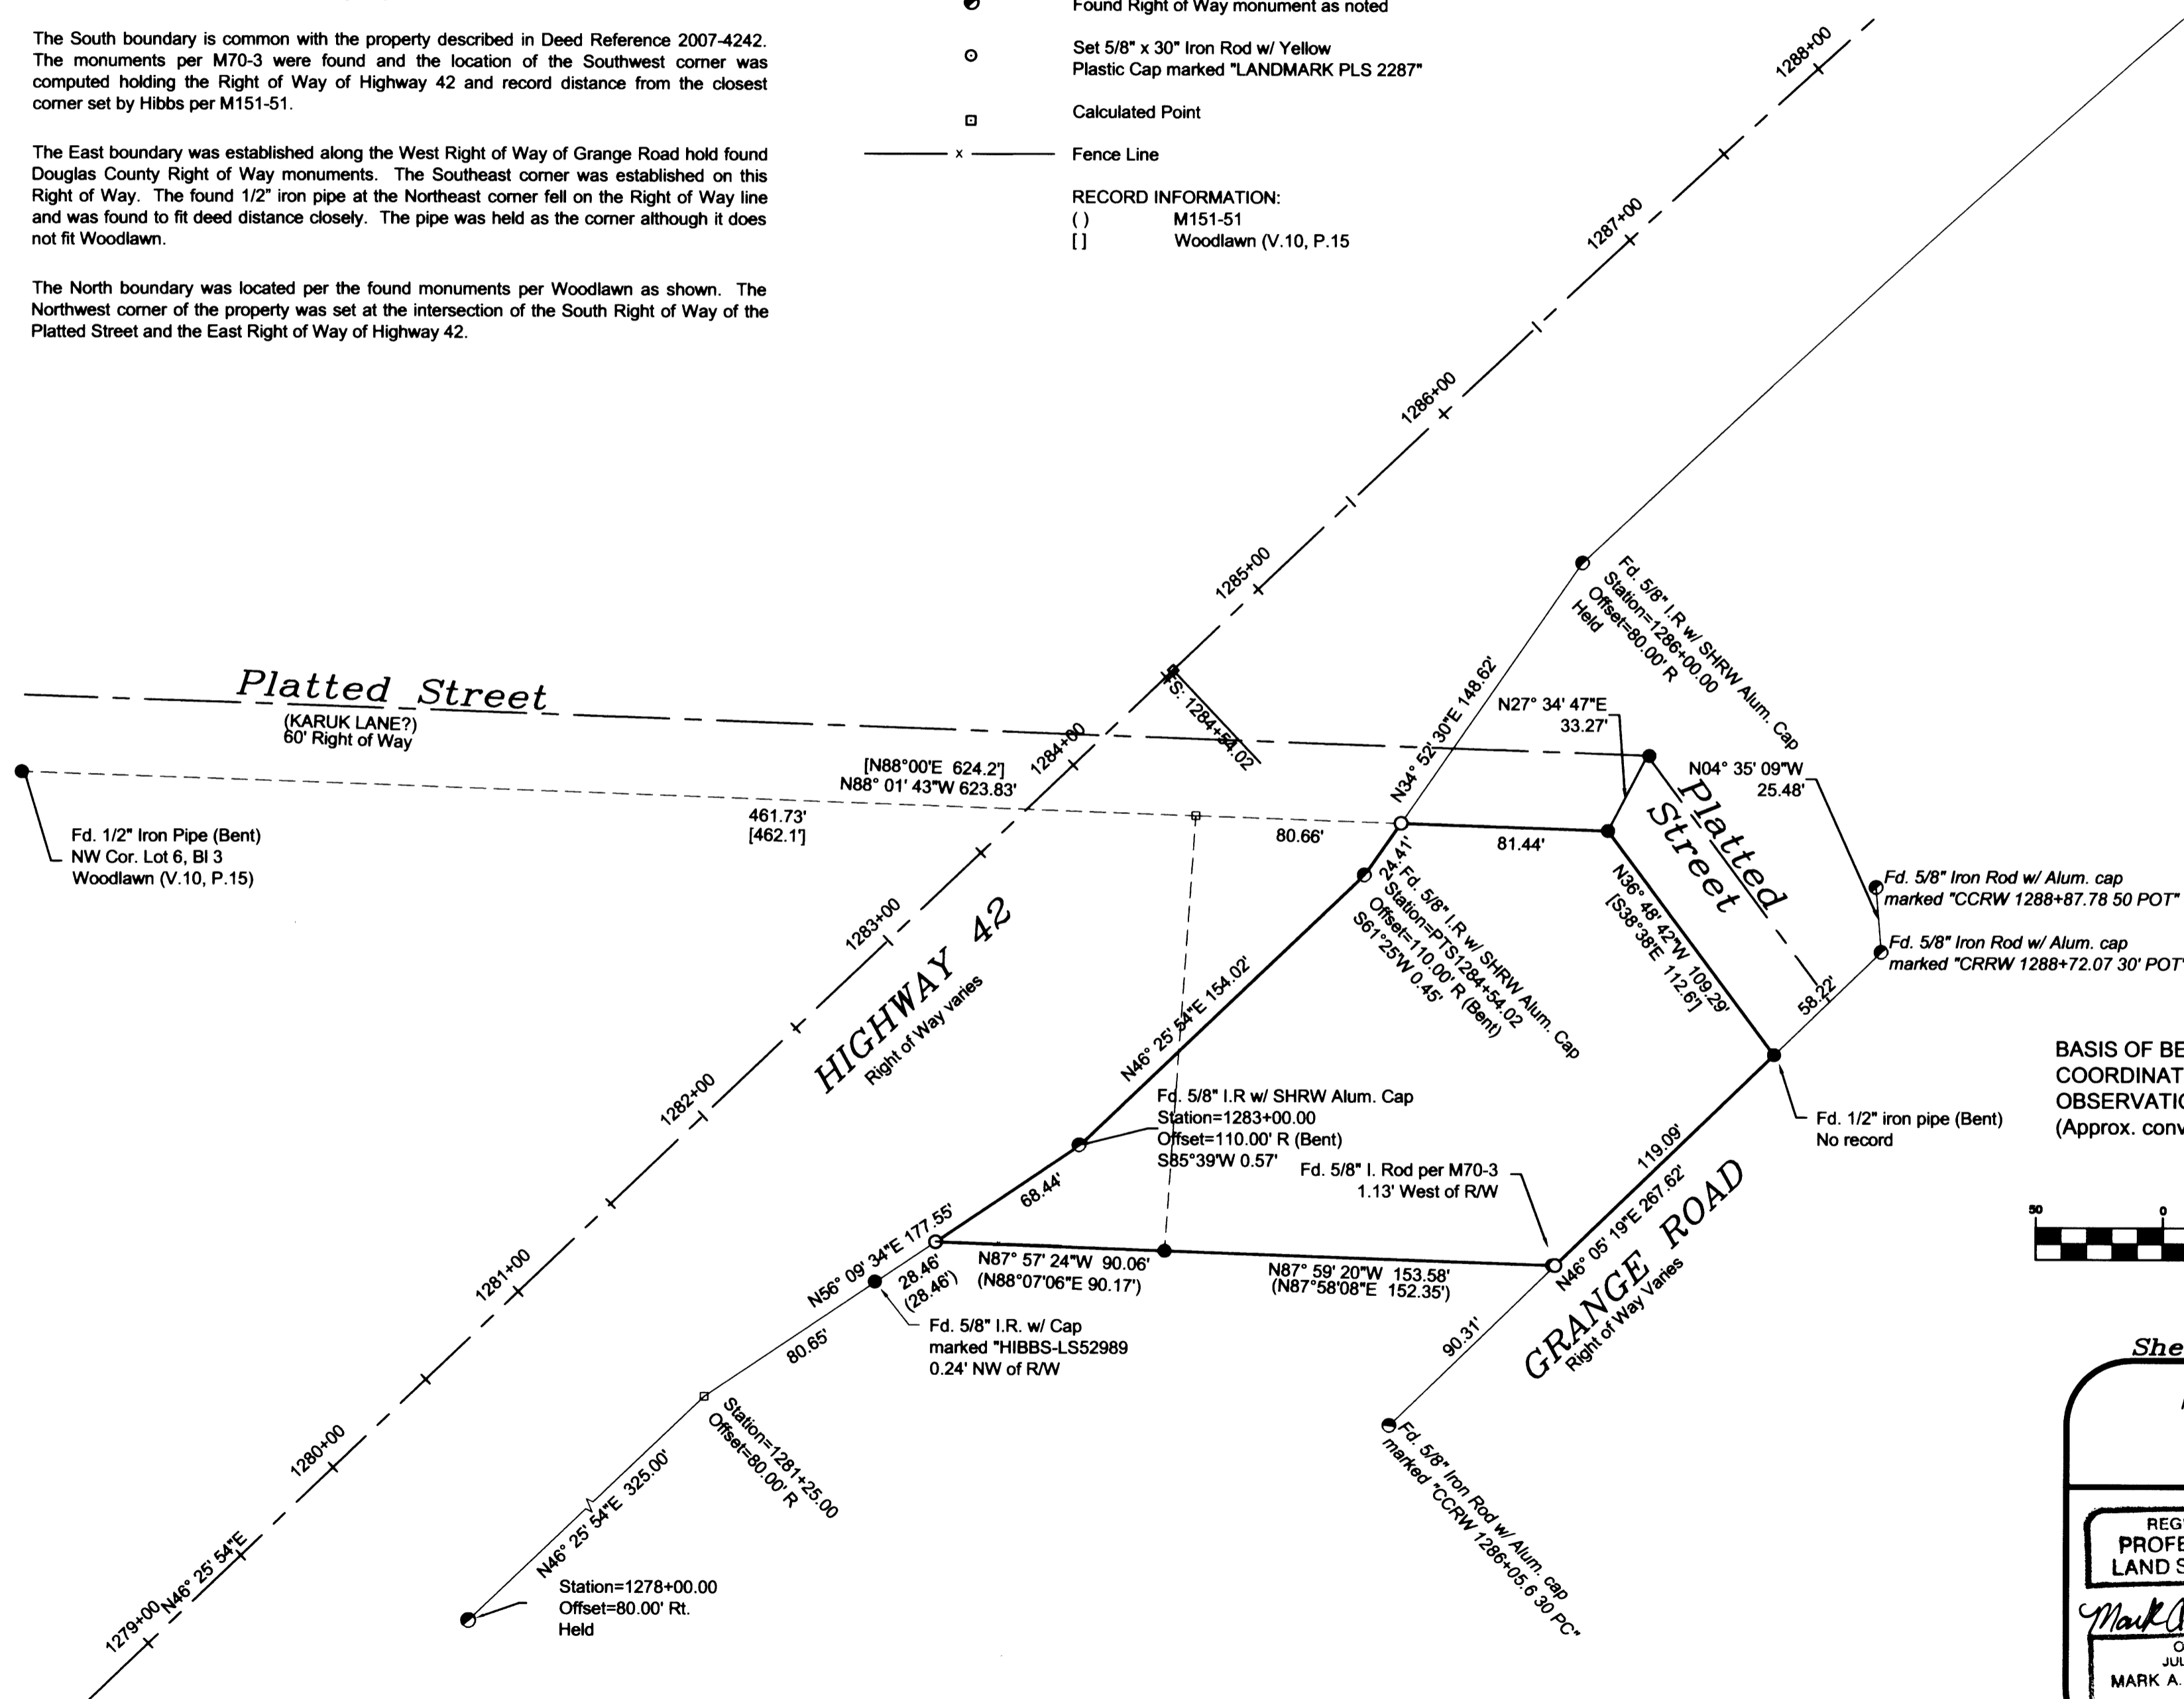 The South boundary is common with the property described in Deed Reference 2007-4242.
The monuments per M70-3 were found and the location of the Southwest corner was
computed holding the Right of Way of Highway 42 and record distance from the closest
corner set by Hibbs per M151-51.
The East boundary was established along the West Right of Way of Grange Road hold found
Douglas County Right of Way monuments. The Southeast corner was established on this
Right of Way. The found 1/2" iron pipe at the Northeast corner fell on the Right of Way line
and was found to fit deed distance closely. The pipe was held as the corner although it does
not fit Woodlawn.
The North boundary was located per the found monuments per Woodlawn as shown. The
Northwest corner of the property was set at the intersection of the South Right of Way of the
Platted Street and the East Right of Way of Highway 42.
Found Right of Way monument as noted
Set 5/8" x 30" Iron Rod w/ Yellow
Plastic Cap marked "LANDMARK PLS 2287"
Calculated Point
x
Fence Line
RECORD INFORMATION:
( ) M151-51
[ ] Woodlawn (V.10, P.15
1288+00
1287+00
1286+00
1285+00
1284+00
1283+00
1282+00
1281+00
1280+00
1279+00
N46° 25' 54"E
Platted Street
(KARUK LANE?)
60' Right of Way
[N88°00'E 624.2']
N88° 01' 43"W 623.83'
461.73'
[462.1']
80.66'
81.44'
Fd. 1/2" Iron Pipe (Bent)
NW Cor. Lot 6, Bl 3
Woodlawn (V.10, P.15)
TS: 1284+54.02
N34° 52' 30"E 148.62'
Fd. 5/8" I.R w/ SHRW Alum. Cap
Station=1286+00.00
Offset=80.00' R
Held
N27° 34' 47"E
33.27'
N04° 35' 09"W
25.48'
Platted
Street
Fd. 5/8" Iron Rod w/ Alum. cap
marked "CCRW 1288+87.78 50 POT"
Fd. 5/8" Iron Rod w/ Alum. cap
marked "CRRW 1288+72.07 30' POT"
58.22'
N36° 48' 42"W 109.29'
[S38°38'E 112.6']
24.41'
Fd. 5/8" I.R w/ SHRW Alum. Cap
Station=PTS1284+54.02
Offset=110.00' R (Bent)
S61°25'W 0.45'
HIGHWAY 42
Right of Way varies
N46° 25' 54"E 154.02'
Fd. 5/8" I.R w/ SHRW Alum. Cap
Station=1283+00.00
Offset=110.00' R (Bent)
S85°39'W 0.57'
Fd. 5/8" I. Rod per M70-3
1.13' West of R/W
Fd. 1/2" iron pipe (Bent)
No record
BASIS OF BE
COORDINAT
OBSERVATIO
(Approx. conv
119.09'
N46° 05' 19"E 267.62'
GRANGE ROAD
Right of Way Varies
50
0
68.44'
N56° 09' 34"E 177.55'
28.46'
(28.46')
N87° 57' 24"W 90.06'
(N88°07'06"E 90.17')
N87° 59' 20"W 153.58'
(N87°58'08"E 152.35')
Fd. 5/8" I.R. w/ Cap
marked "HIBBS-LS52989
0.24' NW of R/W
80.65'
90.31'
Station=1281+25.00
Offset=80.00' R
N46° 25' 54"E 325.00'
Fd. 5/8" Iron Rod w/ Alum. cap
marked "CCRW 1286+05.6 30 PC"
Station=1278+00.00
Offset=80.00' Rt.
Held
She
REG
PROFE
LAND S
Mark
O
JUL
MARK A.